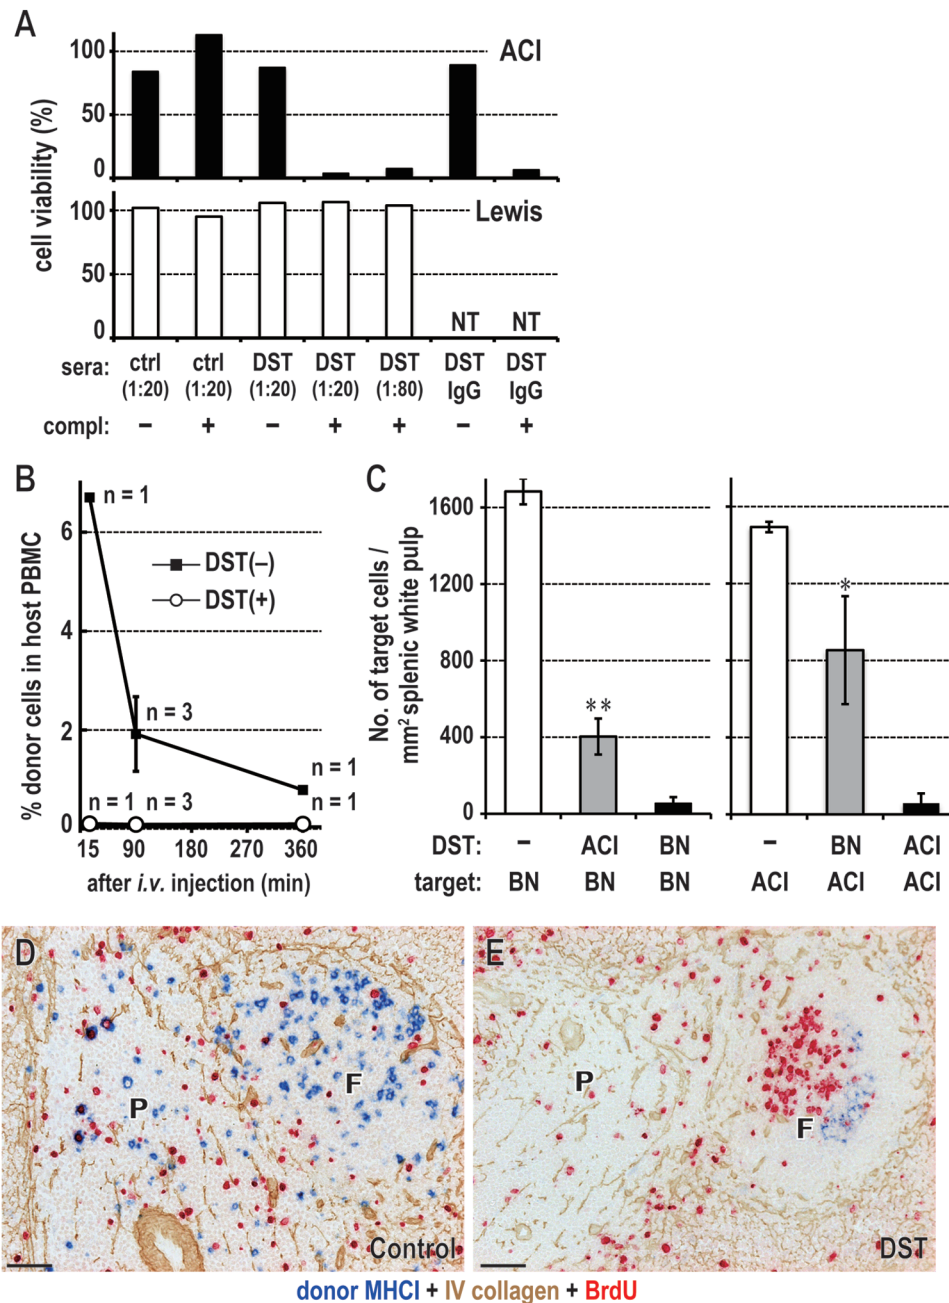 A
ACI
cell viability (%)
100
50
0
Lewis
100
50
0
NT NT
sera: ctrl ctrl DST DST DST DST DST
(1:20) (1:20) (1:20) (1:20) (1:80) IgG IgG
compl: – + – + + – +
B
% donor cells in host PBMC
6
4
2
0
n = 1
DST(–)
DST(+)
n = 3
n = 1
n = 1 n = 3 n = 1
15 90 180 270 360
after i.v. injection (min)
C
No. of target cells /
mm2 splenic white pulp
1600
1200
800
400
0
**
*
DST: – ACI BN – BN ACI
target: BN BN BN ACI ACI ACI
D
P
F
Control
E
P
F
DST
donor MHCI + IV collagen + BrdU